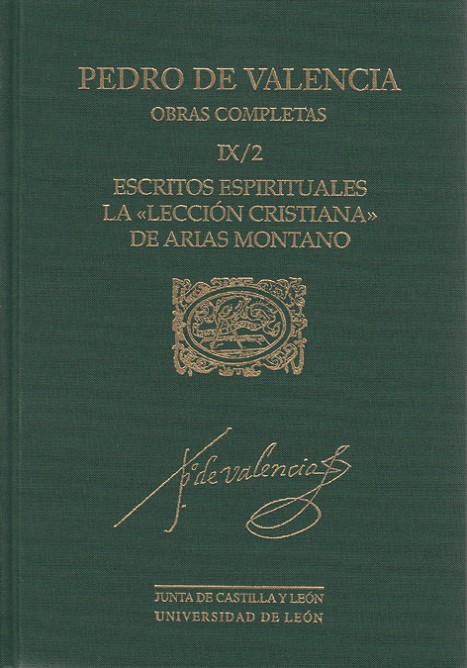 PEDRO DE VALENCIA
OBRAS COMPLETAS
IX/2
ESCRITOS ESPIRITUALES
LA «LECCIÓN CRISTIANA»
DE ARIAS MONTANO
Pº de valencia
JUNTA DE CASTILLA Y LEÓN
UNIVERSIDAD DE LEÓN